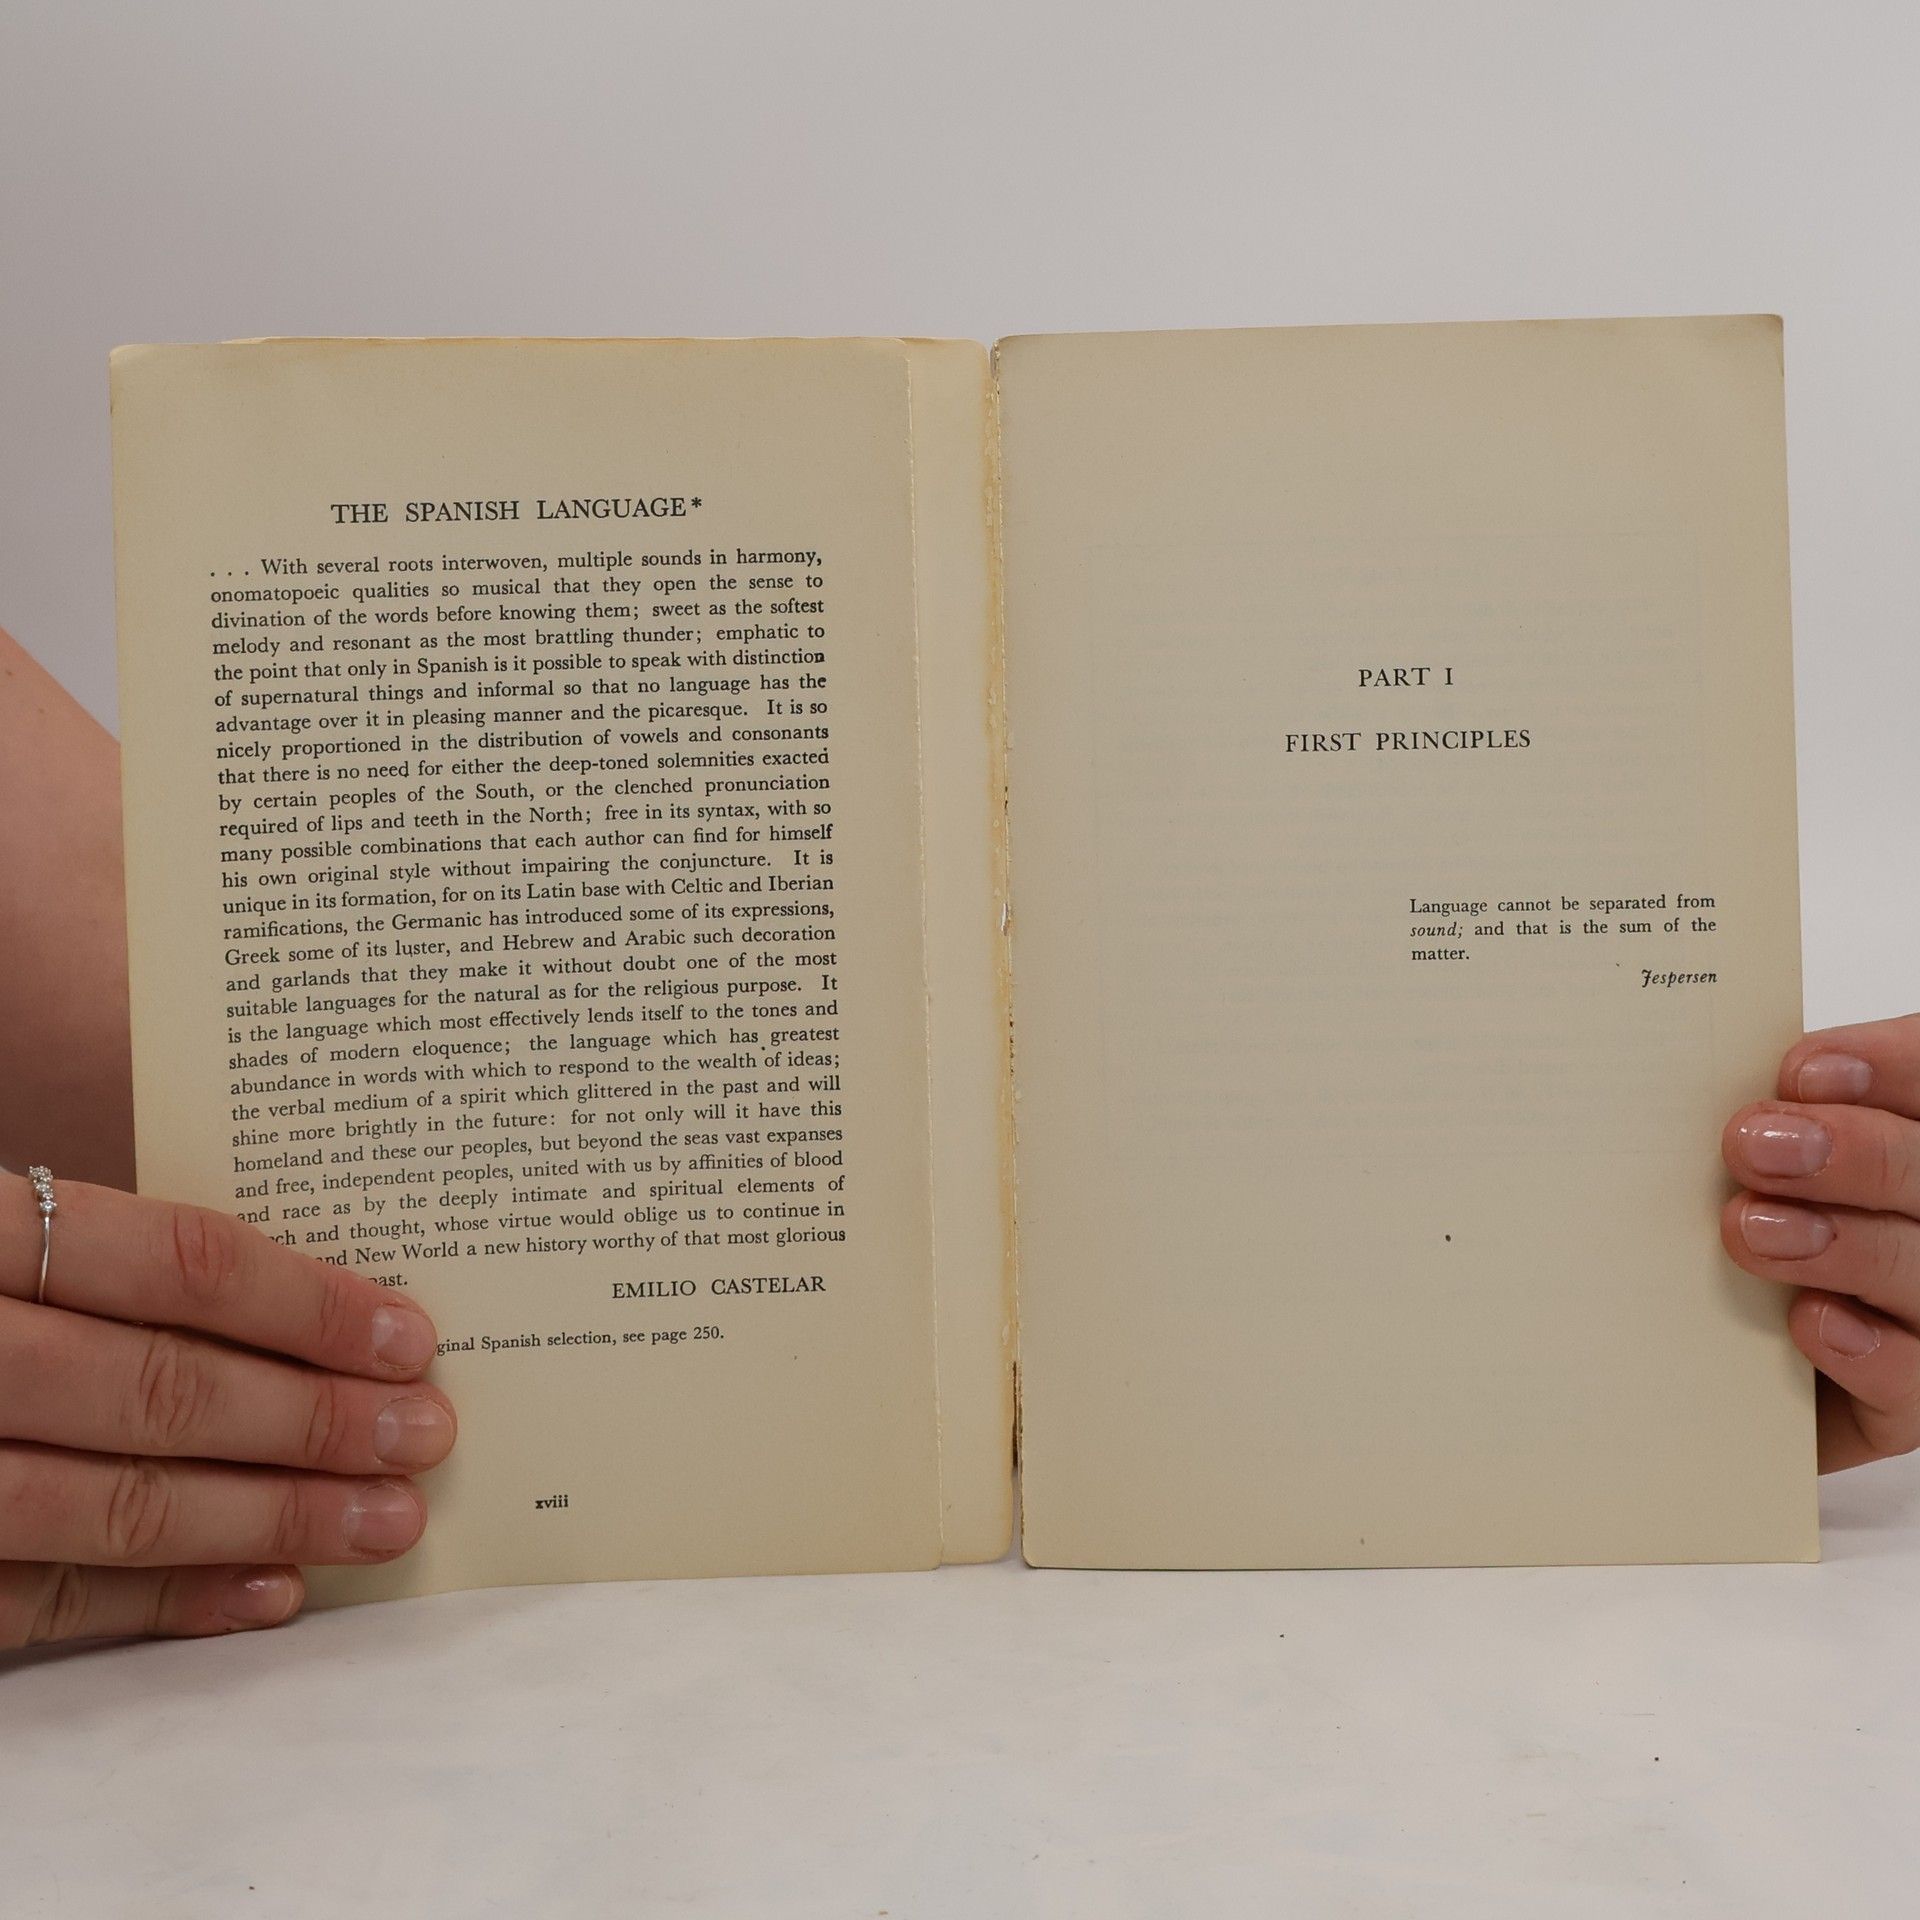 THE SPANISH LANGUAGE*
. . . With several roots interwoven, multiple sounds in harmony,
onomatopoeic qualities so musical that they open the sense to
divination of the words before knowing them; sweet as the softest
melody and resonant as the most brattling thunder; emphatic to
the point that only in Spanish is it possible to speak with distinction
of supernatural things and informal so that no language has the
advantage over it in pleasing manner and the picaresque. It is so
nicely proportioned in the distribution of vowels and consonants
that there is no need for either the deep-toned solemnities exacted
by certain peoples of the South, or the clenched pronunciation
required of lips and teeth in the North; free in its syntax, with so
many possible combinations that each author can find for himself
his own original style without impairing the conjuncture. It is
unique in its formation, for on its Latin base with Celtic and Iberian
ramifications, the Germanic has introduced some of its expressions,
Greek some of its luster, and Hebrew and Arabic such decoration
and garlands that they make it without doubt one of the most
suitable languages for the natural as for the religious purpose. It
is the language which most effectively lends itself to the tones and
shades of modern eloquence; the language which has greatest
abundance in words with which to respond to the wealth of ideas;
the verbal medium of a spirit which glittered in the past and will
shine more brightly in the future: for not only will it have this
homeland and these our peoples, but beyond the seas vast expanses
and free, independent peoples, united with us by affinities of blood
and race as by the deeply intimate and spiritual elements of
and thought, whose virtue would oblige us to continue in
New World a new history worthy of that most glorious
EMILIO CASTELAR
Spanish selection, see page 250.
xviii
PART I
FIRST PRINCIPLES
Language cannot be separated from
sound; and that is the sum of the
matter.
Jespersen